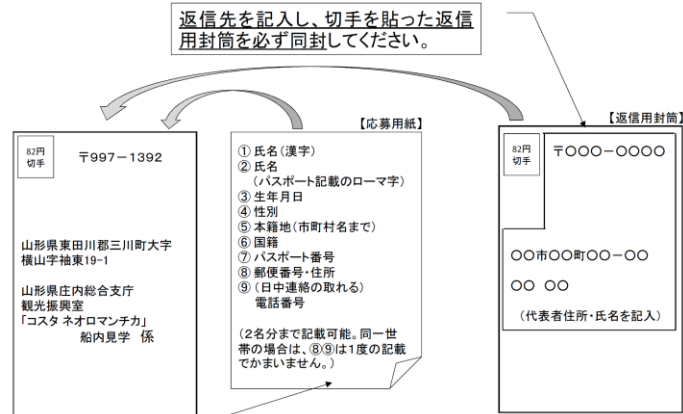 返信先を記入し、切手を貼った返信
用封筒を必ず同封してください。
82円
切手
〒997－1392
山形県東田川郡三川町大字
横山字袖東19-1
山形県庄内総合支庁
観光振興室
「コスタ ネオロマンチカ」
船内見学 係
【応募用紙】
① 氏名(漢字)
② 氏名
(パスポート記載のローマ字)
③ 生年月日
④ 性別
⑤ 本籍地(市町村名まで)
⑥ 国籍
⑦ パスポート番号
⑧ 郵便番号・住所
⑨ (日中連絡の取れる)
電話番号
(2名分まで記載可能。同一世
帯の場合は、⑧⑨は1度の記載
でかまいません。)
【返信用封筒】
82円
切手
〒〇〇〇－〇〇〇〇
〇〇市〇〇町〇〇－〇〇
〇〇 〇〇
(代表者住所・氏名を記入)